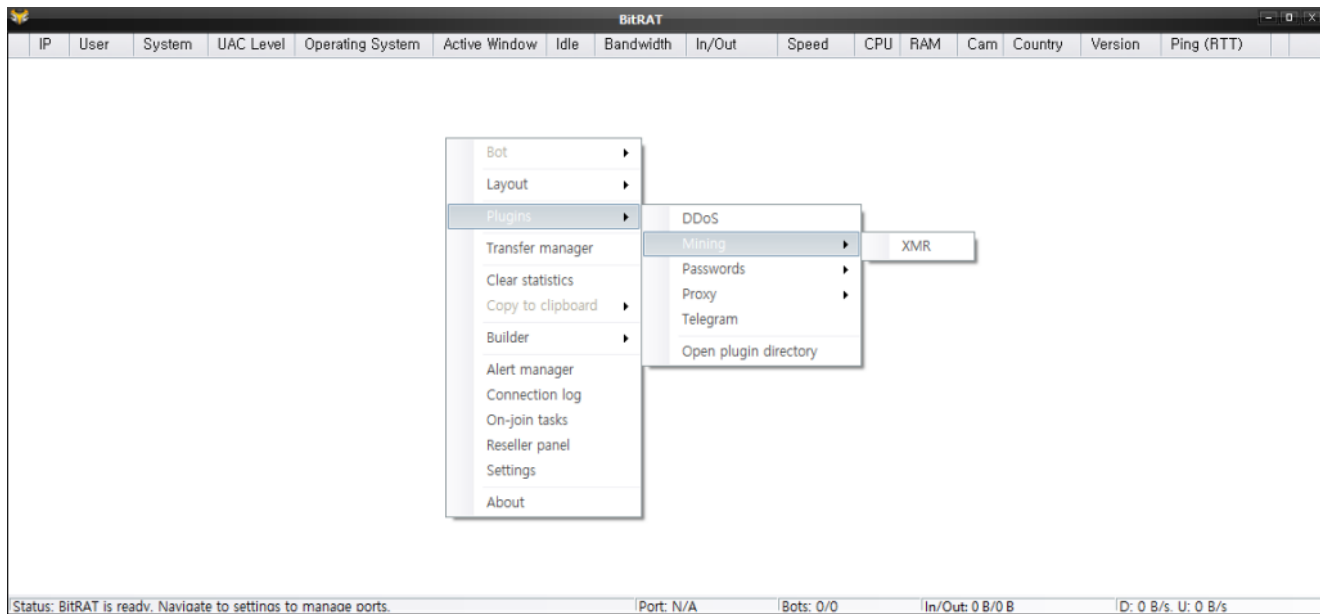 BitRAT
IP User System UAC Level Operating System Active Window Idle Bandwidth In/Out Speed CPU RAM Cam Country Version Ping (RTT)
Bot
Layout
Plugins
DDoS
Transfer manager
Mining
XMR
Clear statistics
Passwords
Copy to clipboard
Proxy
Telegram
Builder
Open plugin directory
Alert manager
Connection log
On-join tasks
Reseller panel
Settings
About
Status: BitRAT is ready. Navigate to settings to manage ports. Port: N/A Bots: 0/0 In/Out: 0 B/0 B D: 0 B/s. U: 0 B/s